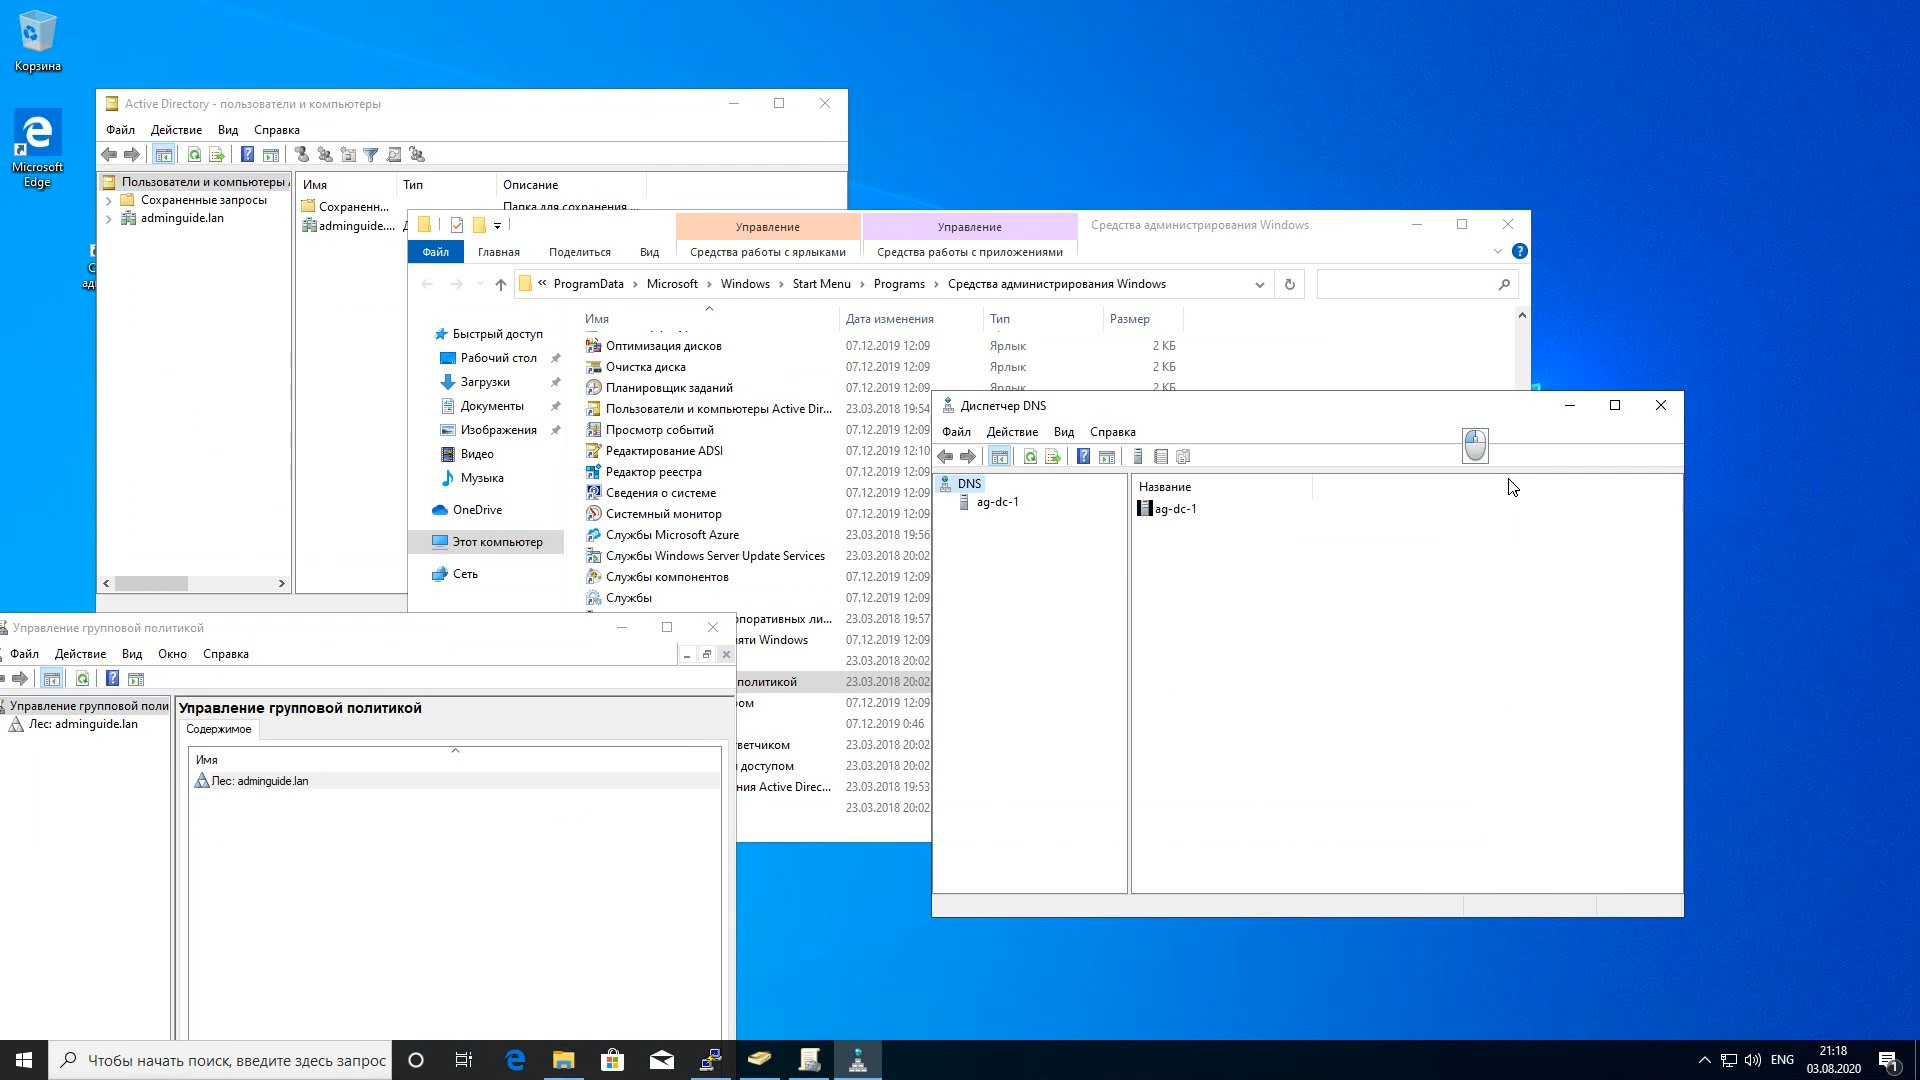 Корзина
Microsoft
Edge
Active Directory - пользователи и компьютеры
Файл Действие Вид Справка
Пользователи и компьютеры
Сохраненные запросы
adminguide.lan
Имя Тип Описание
Сохраненн... Папка для сохранения ...
adminguide....
Управление Управление Средства администрирования Windows
Файл Главная Поделиться Вид Средства работы с ярлыками Средства работы с приложениями
« ProgramData › Microsoft › Windows › Start Menu › Programs › Средства администрирования Windows
Быстрый доступ
Рабочий стол
Загрузки
Документы
Изображения
Видео
Музыка
OneDrive
Этот компьютер
Сеть
Имя Дата изменения Тип Размер
Оптимизация дисков 07.12.2019 12:09 Ярлык 2 КБ
Очистка диска 07.12.2019 12:09 Ярлык 2 КБ
Планировщик заданий 07.12.2019 12:09 Ярлык 2 КБ
Пользователи и компьютеры Active Dir... 23.03.2018 19:54
Просмотр событий 07.12.2019 12:09
Редактирование ADSI 07.12.2019 12:10
Редактор реестра 07.12.2019 12:09
Сведения о системе 07.12.2019 12:09
Системный монитор 07.12.2019 12:09
Службы Microsoft Azure 23.03.2018 19:56
Службы Windows Server Update Services 23.03.2018 20:02
Службы компонентов 07.12.2019 12:09
Службы 07.12.2019 12:09
23.03.2018 19:57
Windows 07.12.2019 12:09
23.03.2018 20:02
политикой 23.03.2018 20:02
07.12.2019 12:09
07.12.2019 0:46
23.03.2018 20:02
доступом 23.03.2018 20:02
Active Direc... 23.03.2018 19:53
23.03.2018 20:02
Диспетчер DNS
Файл Действие Вид Справка
DNS
ag-dc-1
Название
ag-dc-1
Управление групповой политикой
Файл Действие Вид Окно Справка
Управление групповой поли
Лес: adminguide.lan
Управление групповой политикой
Содержимое
Имя
Лес: adminguide.lan
Чтобы начать поиск, введите здесь запрос
ENG
21:18
03.08.2020
1